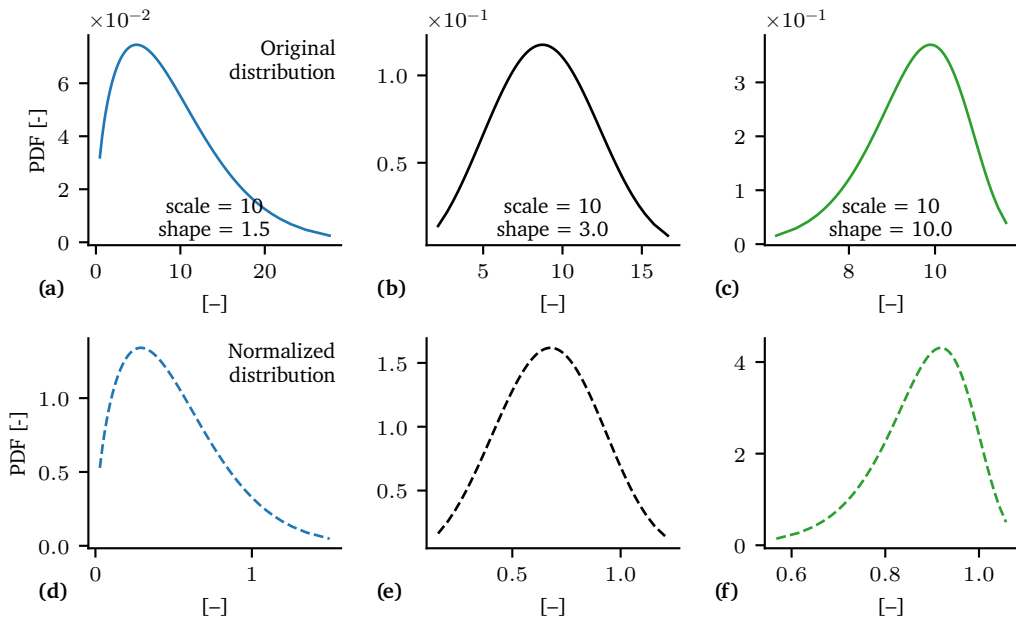 ×10−2
×10−1
×10−1
Original
distribution
PDF [-]
6
4
2
0
1.0
0.5
3
2
1
0
scale = 10
shape = 1.5
scale = 10
shape = 3.0
scale = 10
shape = 10.0
0 10 20
5 10 15
8 10
(a) [–]
(b) [–]
(c) [–]
Normalized
distribution
PDF [-]
1.0
0.5
0.0
1.5
1.0
0.5
4
2
0
0 1
0.5 1.0
0.6 0.8 1.0
(d) [–]
(e) [–]
(f) [–]